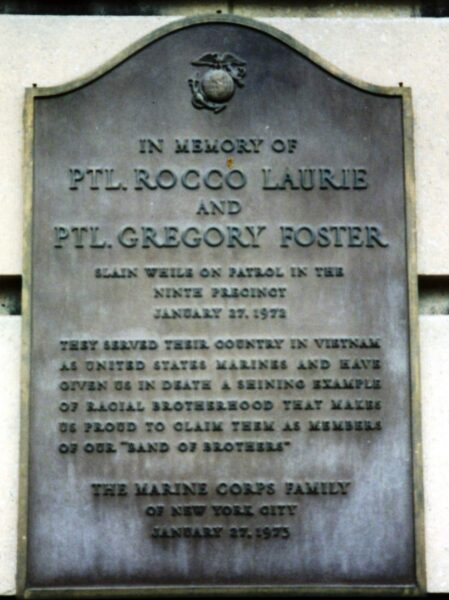 IN MEMORY OF
PTL. ROCCO LAURIE
AND
PTL. GREGORY FOSTER
SLAIN WHILE ON PATROL IN THE
NINTH PRECINCT
JANUARY 27, 1972
THEY SERVED THEIR COUNTRY IN VIETNAM
AS UNITED STATES MARINES AND HAVE
GIVEN US IN DEATH A SHINING EXAMPLE
OF RACIAL BROTHERHOOD THAT MAKES
US PROUD TO CLAIM THEM AS MEMBERS
OF OUR "BAND OF BROTHERS"
THE MARINE CORPS FAMILY
OF NEW YORK CITY
JANUARY 27, 1973